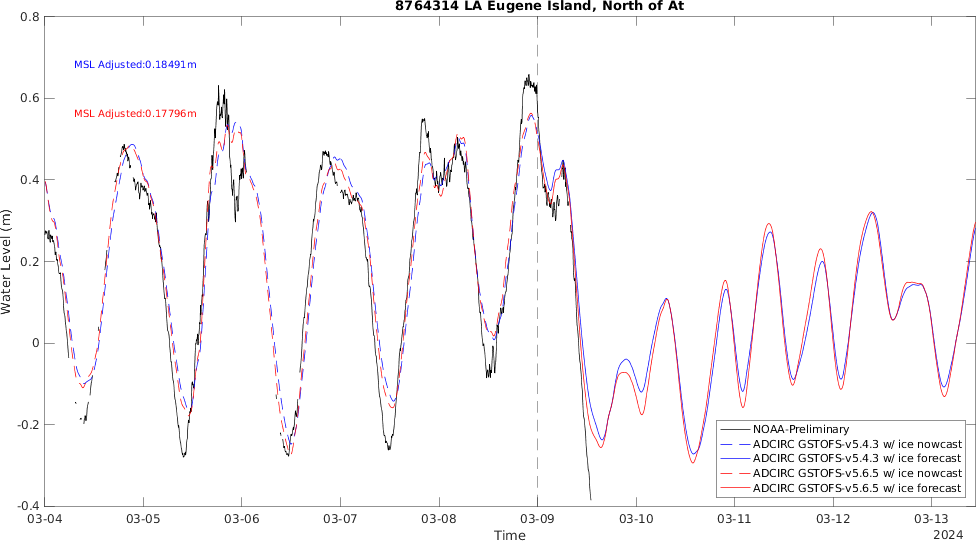 8764314 LA Eugene Island, North of At
MSL Adjusted:0.18491m
MSL Adjusted:0.17796m
Water Level (m)
0.8
0.6
0.4
0.2
0
-0.2
-0.4
NOAA-Preliminary
ADCIRC GSTOFS-v5.4.3 w/ ice nowcast
ADCIRC GSTOFS-v5.4.3 w/ ice forecast
ADCIRC GSTOFS-v5.6.5 w/ ice nowcast
ADCIRC GSTOFS-v5.6.5 w/ ice forecast
03-04 03-05 03-06 03-07 03-08 03-09 03-10 03-11 03-12 03-13
2024
Time